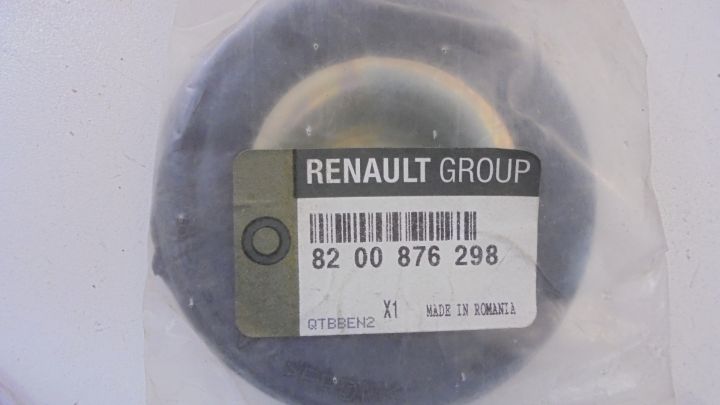 RENAULT GROUP
82 00 876 298
X1 MADE IN ROMANIA
QTBBEN2